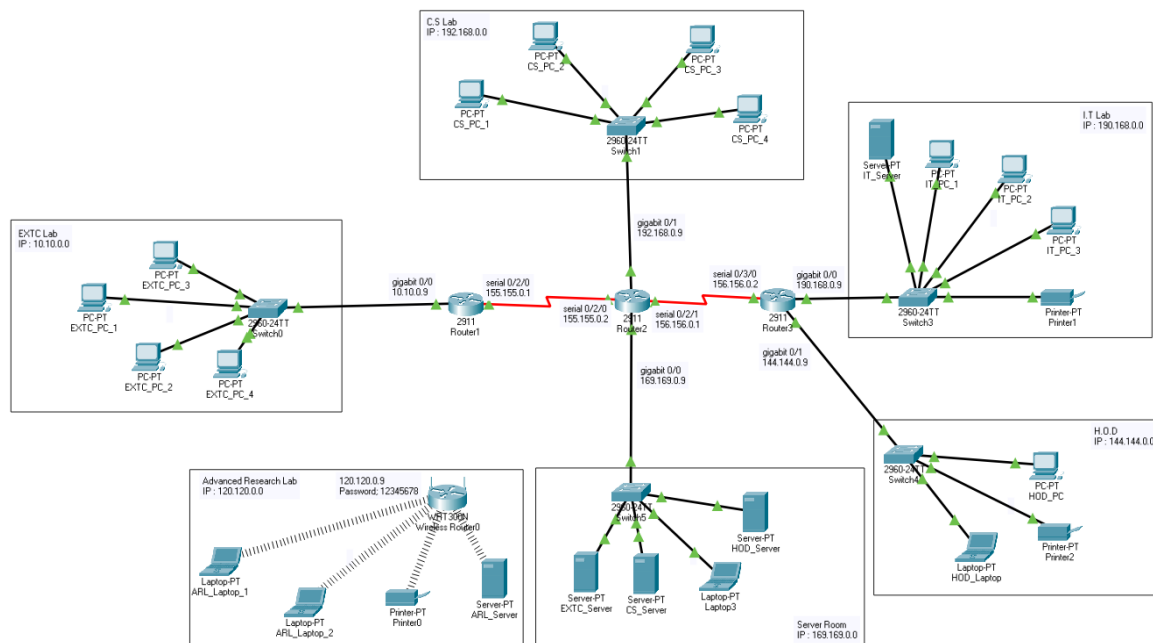 C.S Lab
IP : 192.168.0.0
PC-PT
CS_PC_2
PC-PT
CS_PC_3
PC-PT
CS_PC_1
PC-PT
CS_PC_4
2960-24TT
Switch1
I.T Lab
IP : 190.168.0.0
Server-PT
IT_Server
PC-PT
IT_PC_1
PC-PT
IT_PC_2
PC-PT
IT_PC_3
2960-24TT
Switch3
Printer-PT
Printer1
EXTC Lab
IP : 10.10.0.0
PC-PT
EXTC_PC_3
PC-PT
EXTC_PC_1
PC-PT
EXTC_PC_2
PC-PT
EXTC_PC_4
2960-24TT
Switch0
gigabit 0/0
10.10.0.9
2911
Router1
serial 0/2/0
155.155.0.1
serial 0/2/0
155.155.0.2
gigabit 0/1
192.168.0.9
2911
Router2
serial 0/2/1
156.156.0.1
serial 0/3/0
156.156.0.2
2911
Router3
gigabit 0/0
190.168.0.9
gigabit 0/1
144.144.0.9
gigabit 0/0
169.169.0.9
H.O.D
IP : 144.144.0.0
2960-24TT
Switch4
PC-PT
HOD_PC
Printer-PT
Printer2
Laptop-PT
HOD_Laptop
Advanced Research Lab
IP : 120.120.0.0
120.120.0.9
Password; 12345678
WRT300N
Wireless Router0
Laptop-PT
ARL_Laptop_1
Laptop-PT
ARL_Laptop_2
Printer-PT
Printer0
Server-PT
ARL_Server
2960-24TT
Switch5
Server-PT
HOD_Server
Server-PT
EXTC_Server
Server-PT
CS_Server
Laptop-PT
Laptop3
Server Room
IP : 169.169.0.0